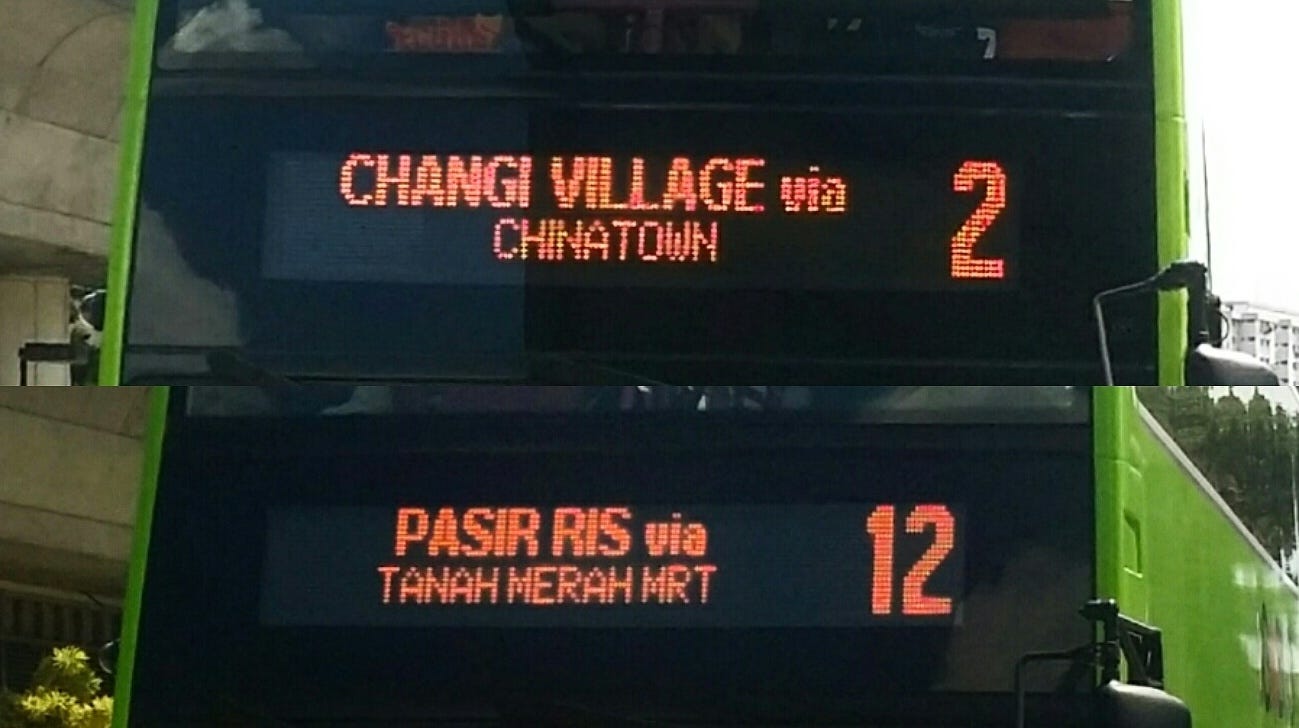 CHANGI VILLAGE via
CHINATOWN
2
PASIR RIS via
TANAH MERAH MRT
12